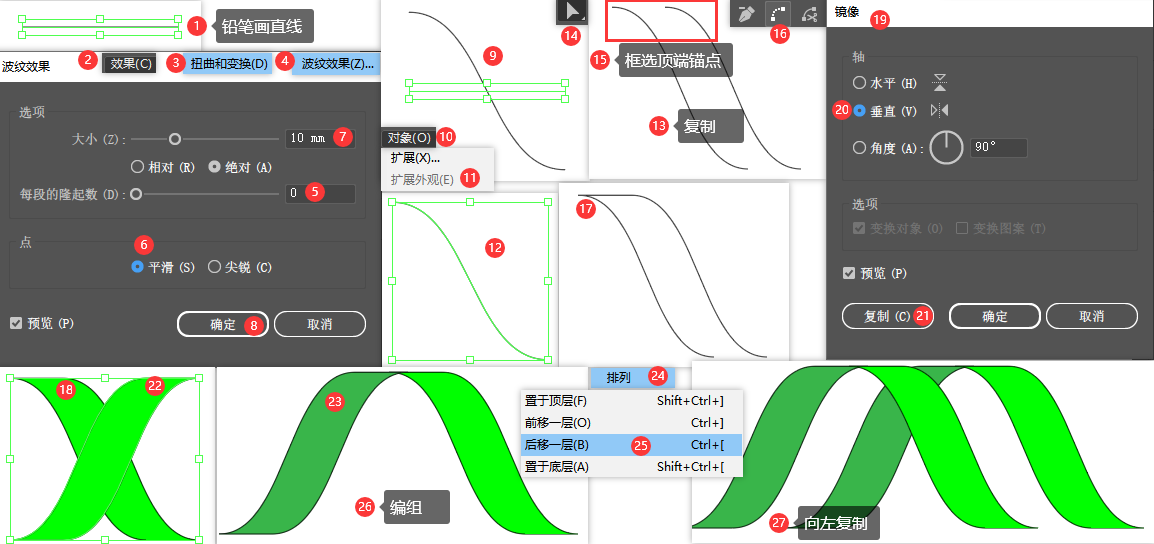 1 铅笔画直线
波纹效果
2 效果(C)
3 扭曲和变换(D)
4 波纹效果(Z)...
选项
大小 (Z): 10 mm 7
相对 (R) 绝对 (A)
每段的隆起数 (D): 5 0
点
6
平滑 (S) 尖锐 (C)
预览 (P)
确定 8 取消
9
对象(O) 10
扩展(X)...
扩展外观(E) 11
12
14
15 框选顶端锚点
13 复制
16
17
镜像 19
轴
水平 (H)
20 垂直 (V)
角度 (A): 90°
选项
变换对象 (O) 变换图案 (T)
预览 (P)
复制 (C) 21 确定 取消
18 22
23
排列 24
置于顶层(F) Shift+Ctrl+]
前移一层(O) Ctrl+]
后移一层(B) 25 Ctrl+[
置于底层(A) Shift+Ctrl+[
26 编组
27 向左复制